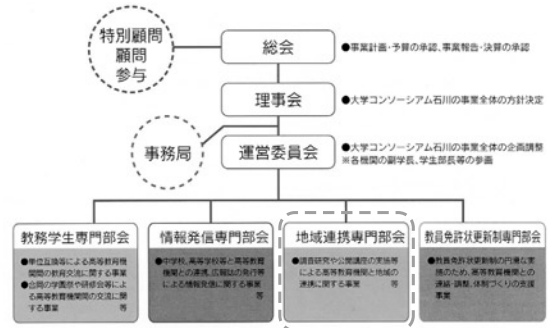 特別顧問
顧問
参与
総会
●事業計画・予算の承認、事業報告・決算の承認
理事会
●大学コンソーシアム石川の事業全体の方針決定
事務局
運営委員会
●大学コンソーシアム石川の事業全体の企画調整
※各機関の副学長、学生部長等の参画
教務学生専門部会
●単位互換等による高等教育機
関間の教育交流に関する事業
●合同の学園祭や研修会等によ
る高等教育機関間の交流に関
する事業 等
情報発信専門部会
●中学校、高等学校等と高等教育
機関との連携、広報誌の発行等
による情報発信に関する事業
等
地域連携専門部会
●調査研究や公開講座の実施等
による高等教育機関と地域の
連携に関する事業 等
教員免許状更新制専門部会
●教員免許状更新制の円滑な実
施のため、高等教育機関との
連絡・調整、体制づくりの支援
事業